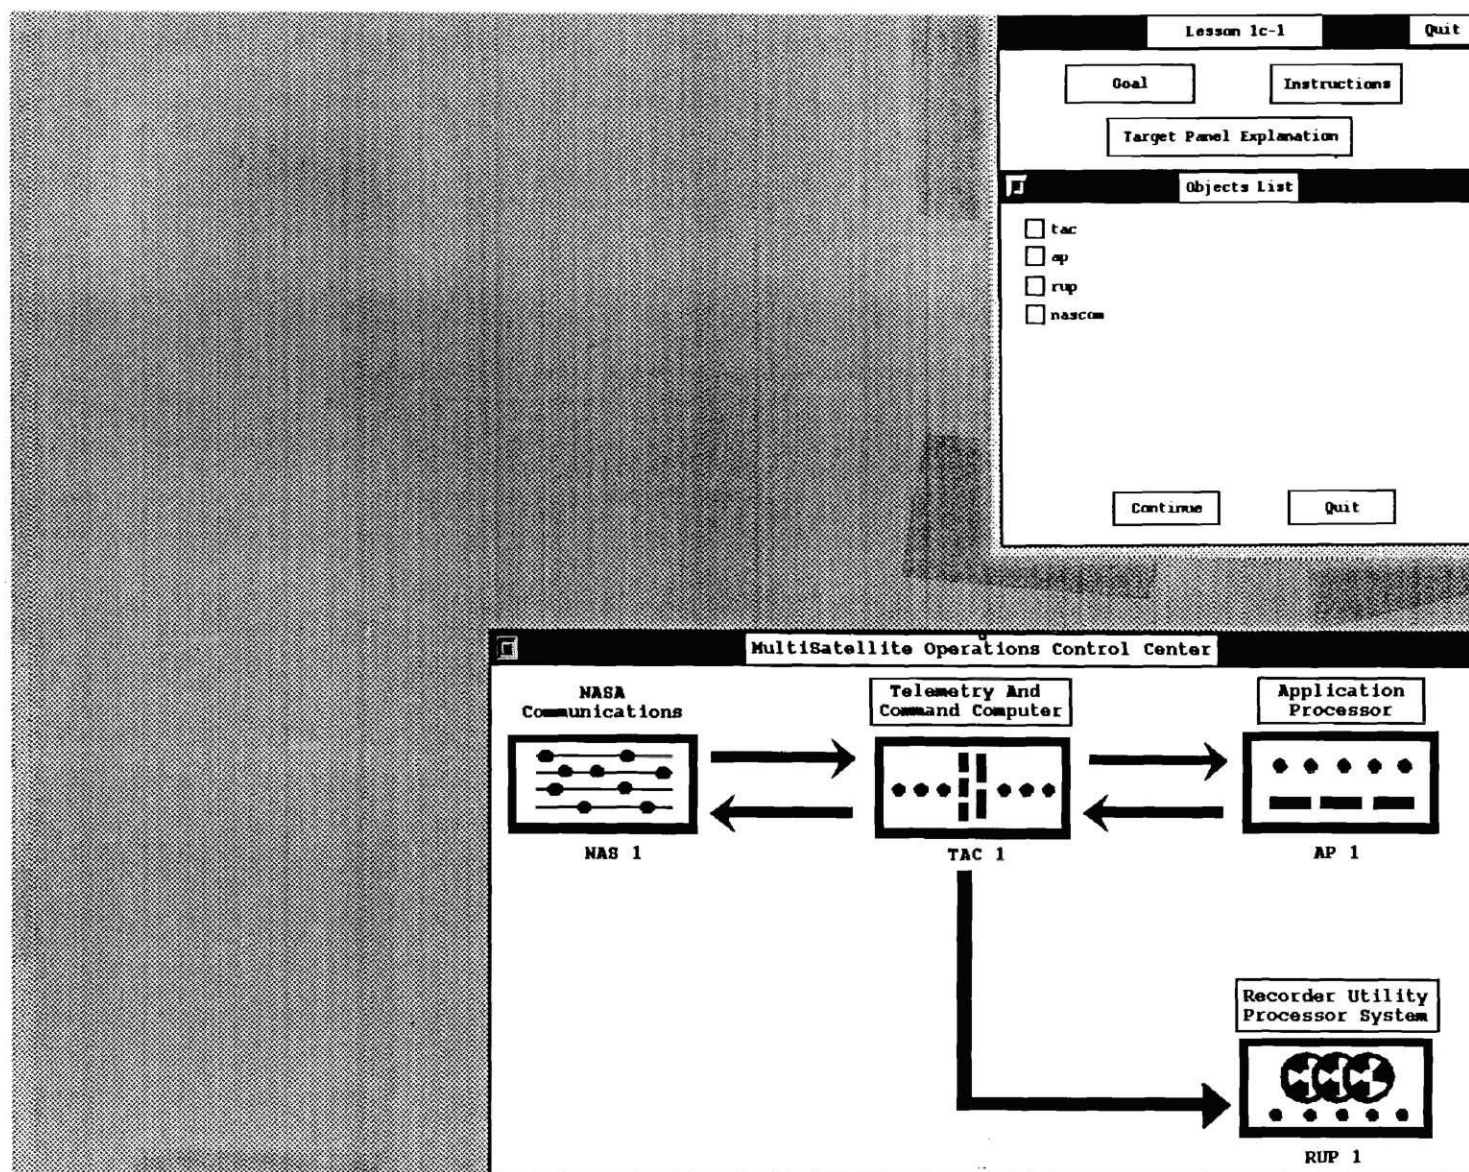 Lesson 1c-1
Quit
Goal
Instructions
Target Panel Explanation
Objects List
tac
ap
rup
nascom
Continue
Quit
MultiSatellite Operations Control Center
NASA
Communications
NAS 1
Telemetry And
Command Computer
TAC 1
Application
Processor
AP 1
Recorder Utility
Processor System
RUP 1